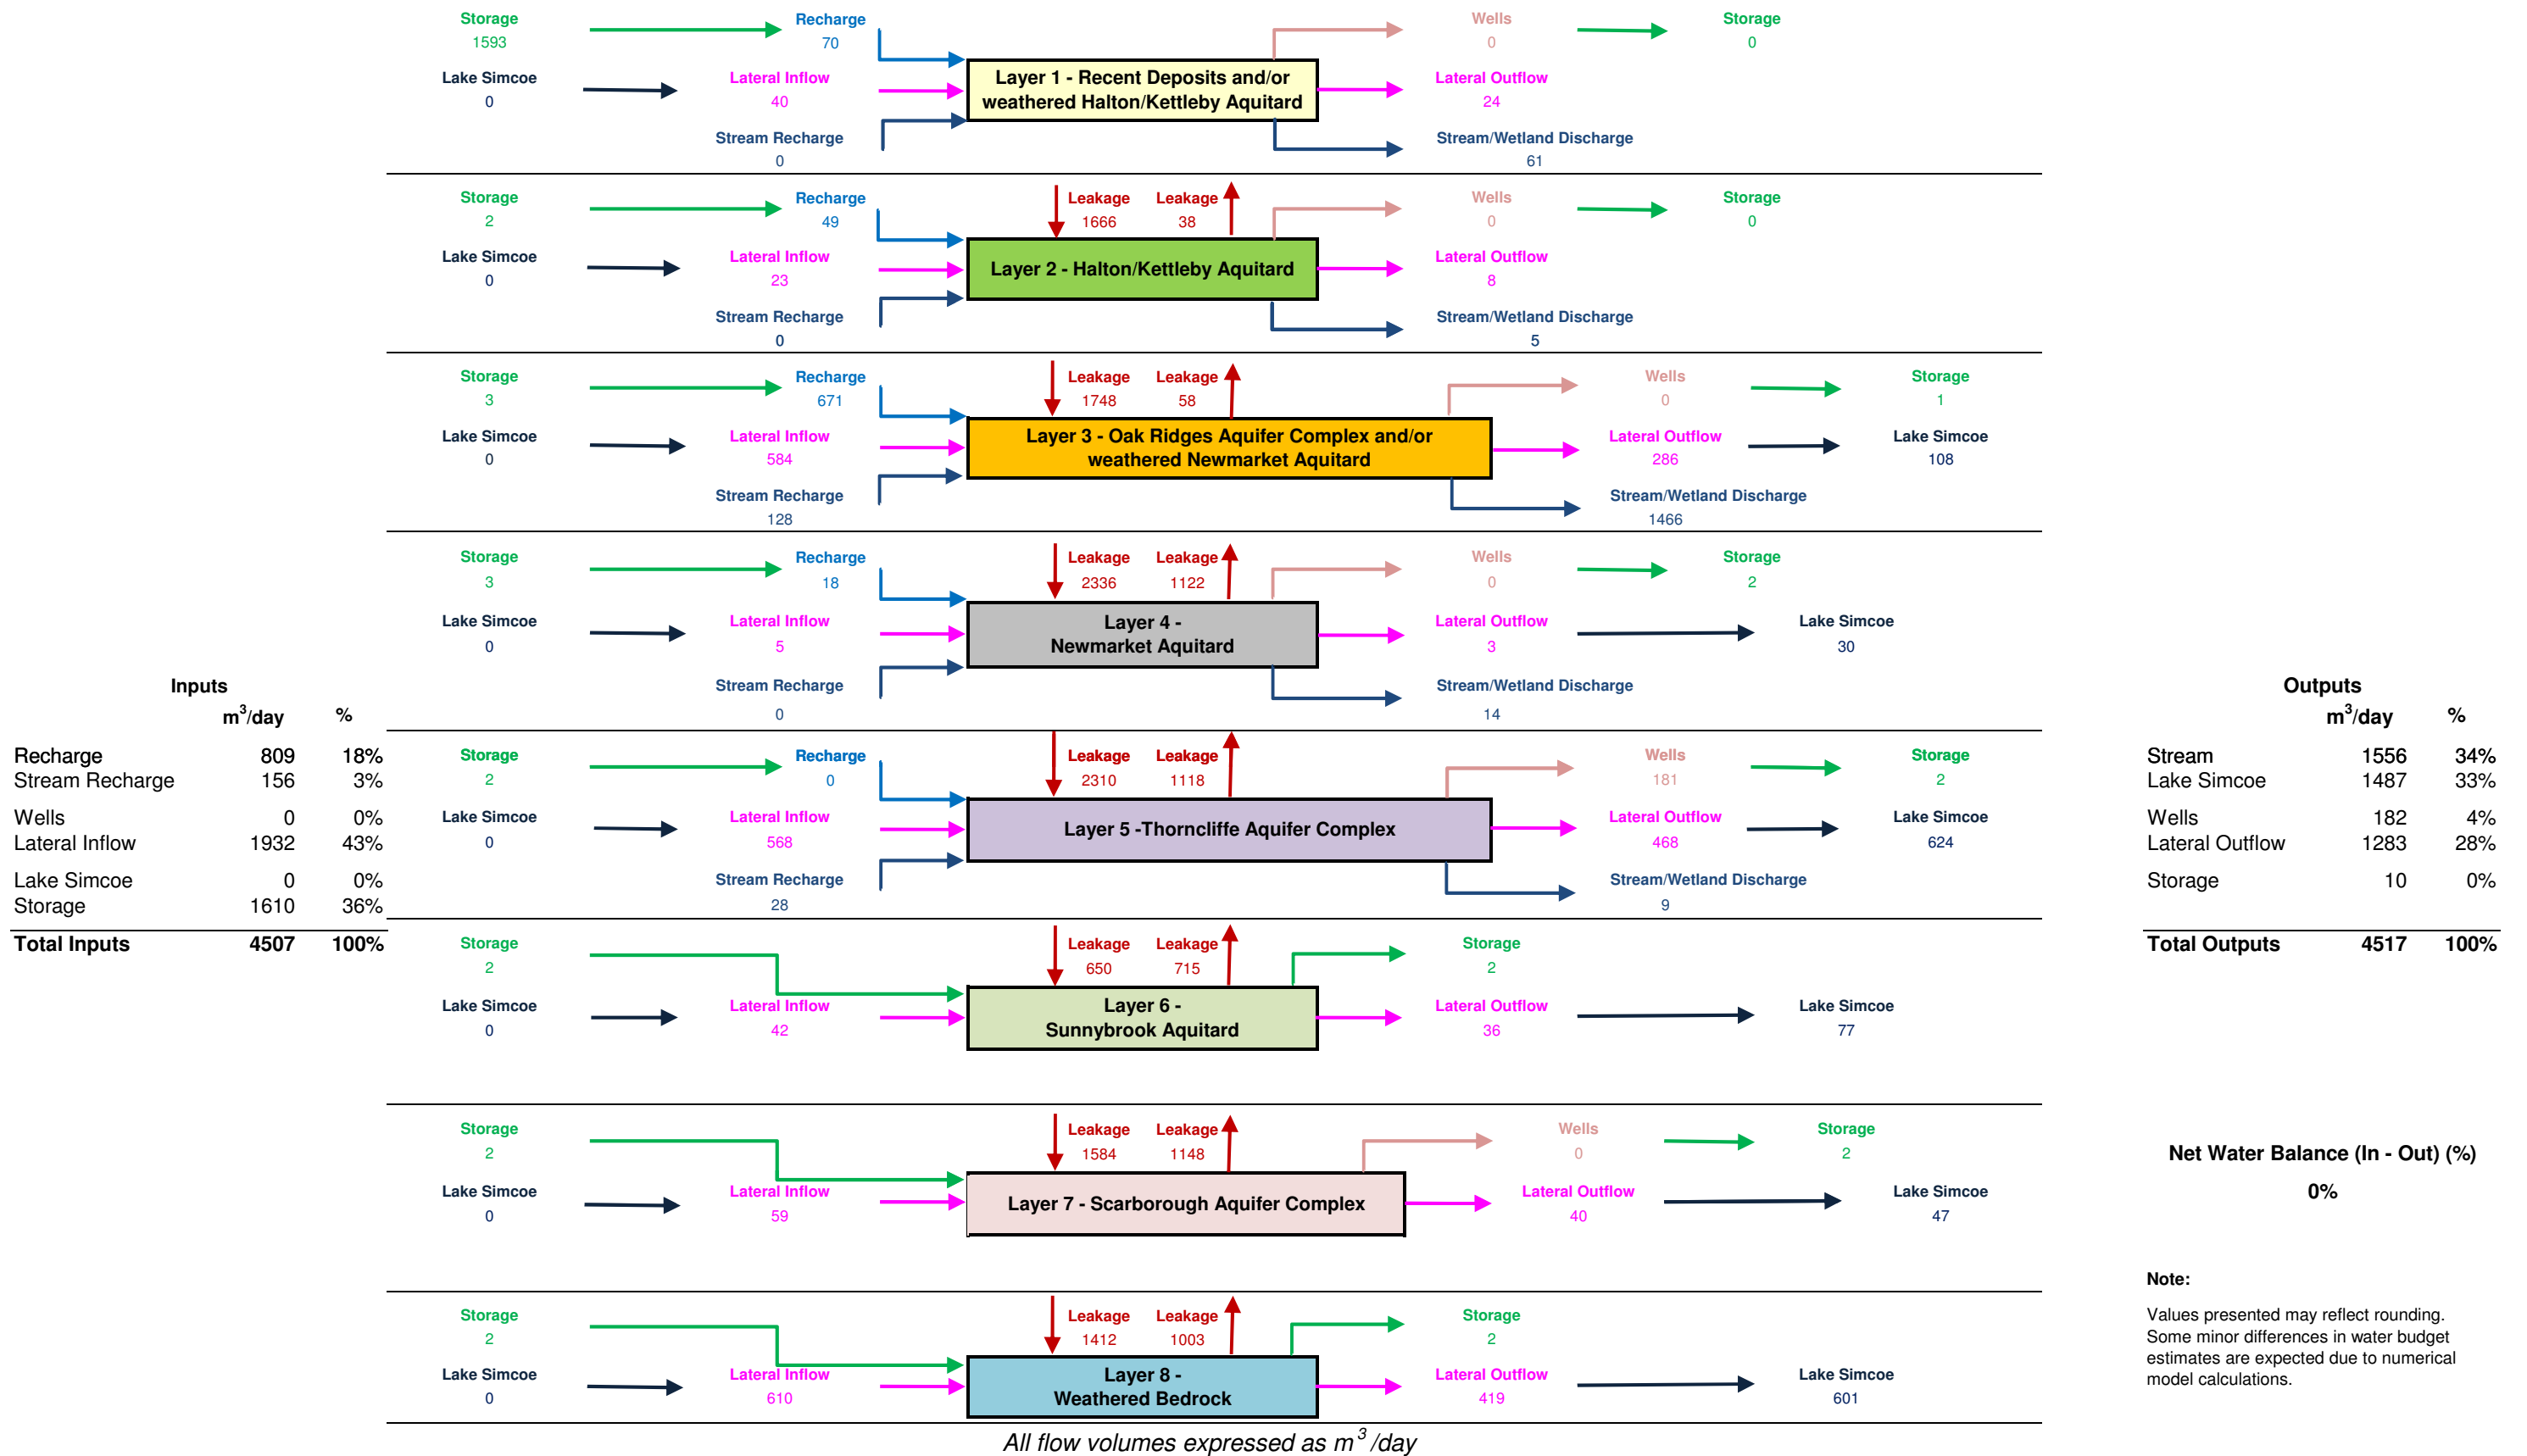 Storage Recharge Wells Storage
1593 70 0 0
Lake Simcoe Lateral Inflow Layer 1 - Recent Deposits and/or Lateral Outflow
0 40 weathered Halton/Kettleby Aquitard 24
Stream Recharge Stream/Wetland Discharge
0 61
Storage Recharge Leakage Leakage Wells Storage
2 49 1666 38 0 0
Lake Simcoe Lateral Inflow Layer 2 - Halton/Kettleby Aquitard Lateral Outflow
0 23 8
Stream Recharge Stream/Wetland Discharge
0 5
Storage Recharge Leakage Leakage Wells Storage
3 671 1748 58 0 1
Lake Simcoe Lateral Inflow Layer 3 - Oak Ridges Aquifer Complex and/or Lateral Outflow Lake Simcoe
0 584 weathered Newmarket Aquitard 286 108
Stream Recharge Stream/Wetland Discharge
128 1466
Storage Recharge Leakage Leakage Wells Storage
3 18 2336 1122 0 2
Lake Simcoe Lateral Inflow Layer 4 - Lateral Outflow Lake Simcoe
0 5 Newmarket Aquitard 3 30
Stream Recharge Stream/Wetland Discharge
0 14
Storage Recharge Leakage Leakage Wells Storage
2 0 2310 1118 181 2
Lake Simcoe Lateral Inflow Layer 5 -Thorncliffe Aquifer Complex Lateral Outflow Lake Simcoe
0 568 468 624
Stream Recharge Stream/Wetland Discharge
28 9
Storage Leakage Leakage Storage
2 650 715 2
Lake Simcoe Lateral Inflow Layer 6 - Lateral Outflow Lake Simcoe
0 42 Sunnybrook Aquitard 36 77
Storage Leakage Leakage Wells Storage
2 1584 1148 0 2
Lake Simcoe Lateral Inflow Layer 7 - Scarborough Aquifer Complex Lateral Outflow Lake Simcoe
0 59 40 47
Storage Leakage Leakage Storage
2 1412 1003 2
Lake Simcoe Lateral Inflow Layer 8 - Lateral Outflow Lake Simcoe
0 610 Weathered Bedrock 419 601
All flow volumes expressed as m³/day
Inputs
m³/day %
Recharge 809 18%
Stream Recharge 156 3%
Wells 0 0%
Lateral Inflow 1932 43%
Lake Simcoe 0 0%
Storage 1610 36%
Total Inputs 4507 100%
Outputs
m³/day %
Stream 1556 34%
Lake Simcoe 1487 33%
Wells 182 4%
Lateral Outflow 1283 28%
Storage 10 0%
Total Outputs 4517 100%
Net Water Balance (In - Out) (%)
0%
Note:
Values presented may reflect rounding.
Some minor differences in water budget
estimates are expected due to numerical
model calculations.